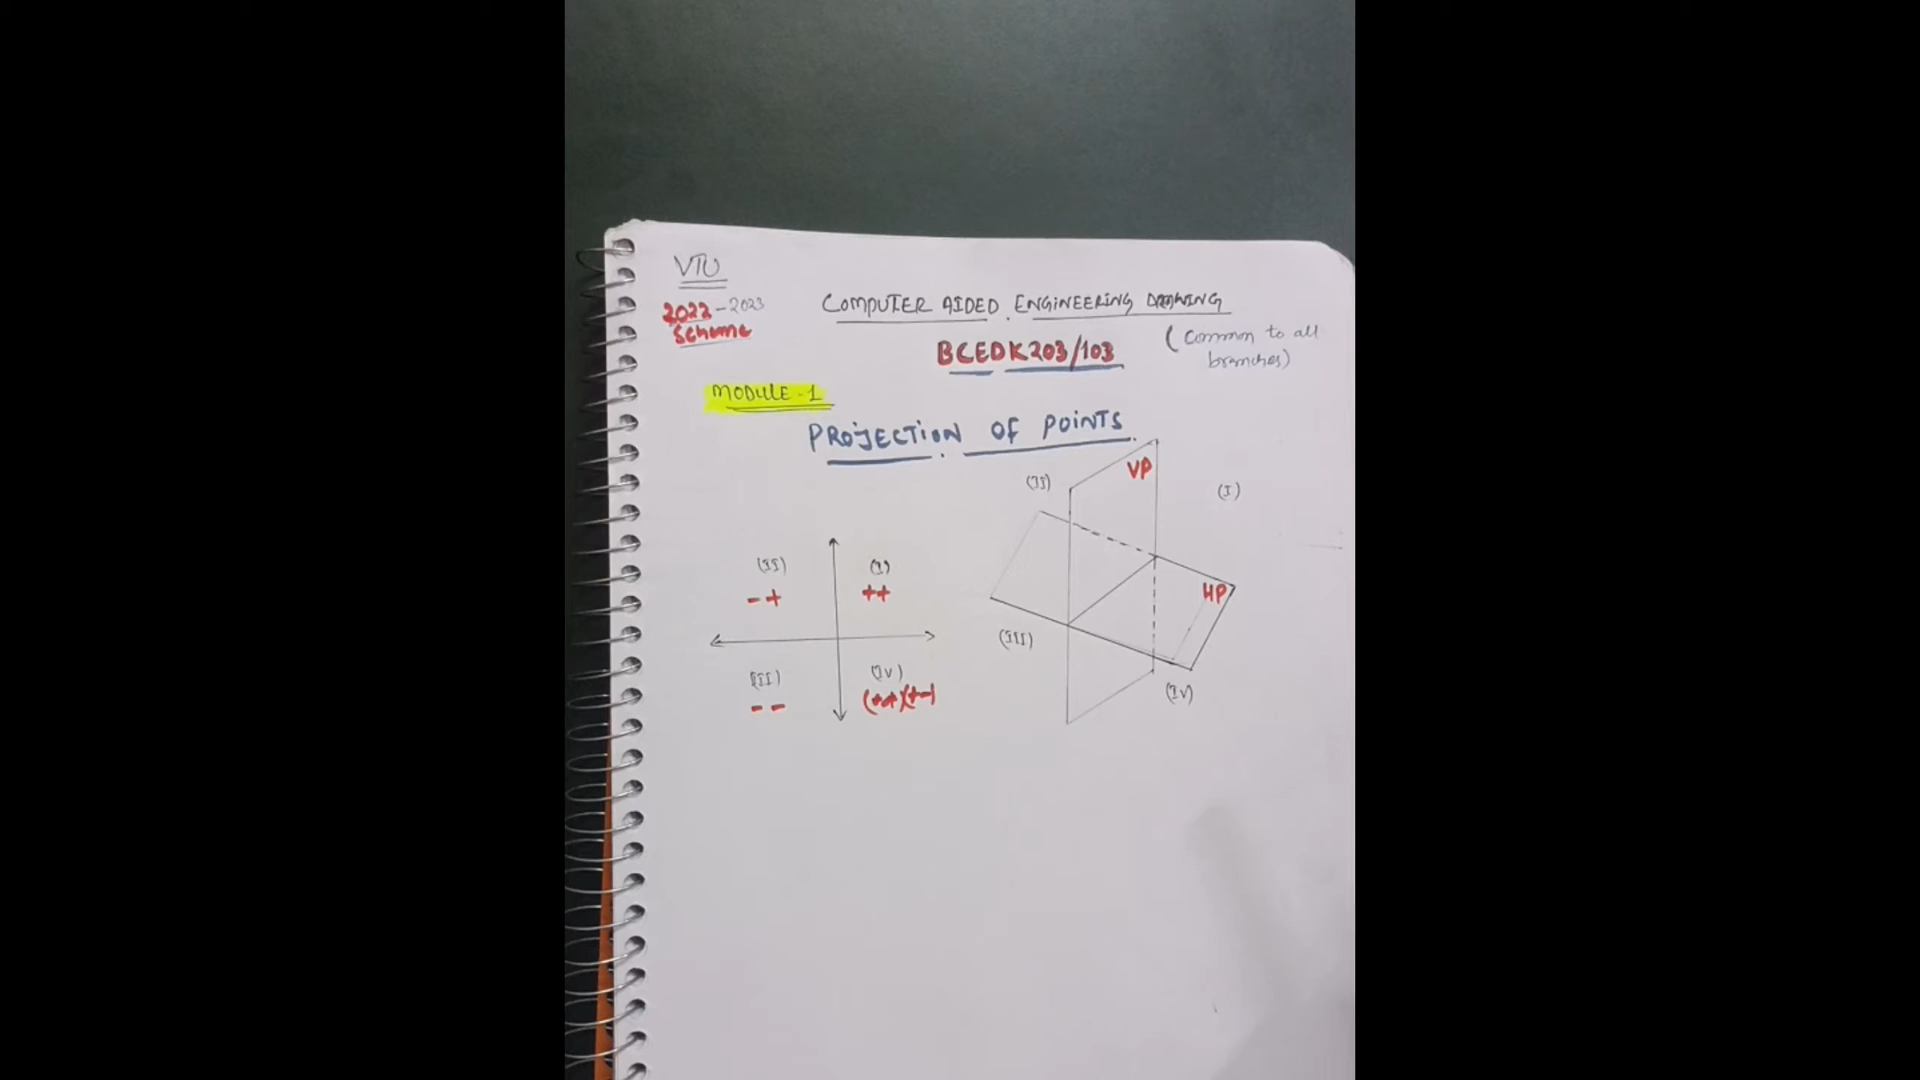 VTU
2022-2023
Scheme
COMPUTER AIDED ENGINEERING DRAWING
(Common to all
branches)
BCEDK203/103
MODULE-1
PROJECTION OF POINTS
VP
(II)
(I)
HP
(III)
(IV)
(II)
-+
(I)
++
(III)
--
(IV)
(+-)